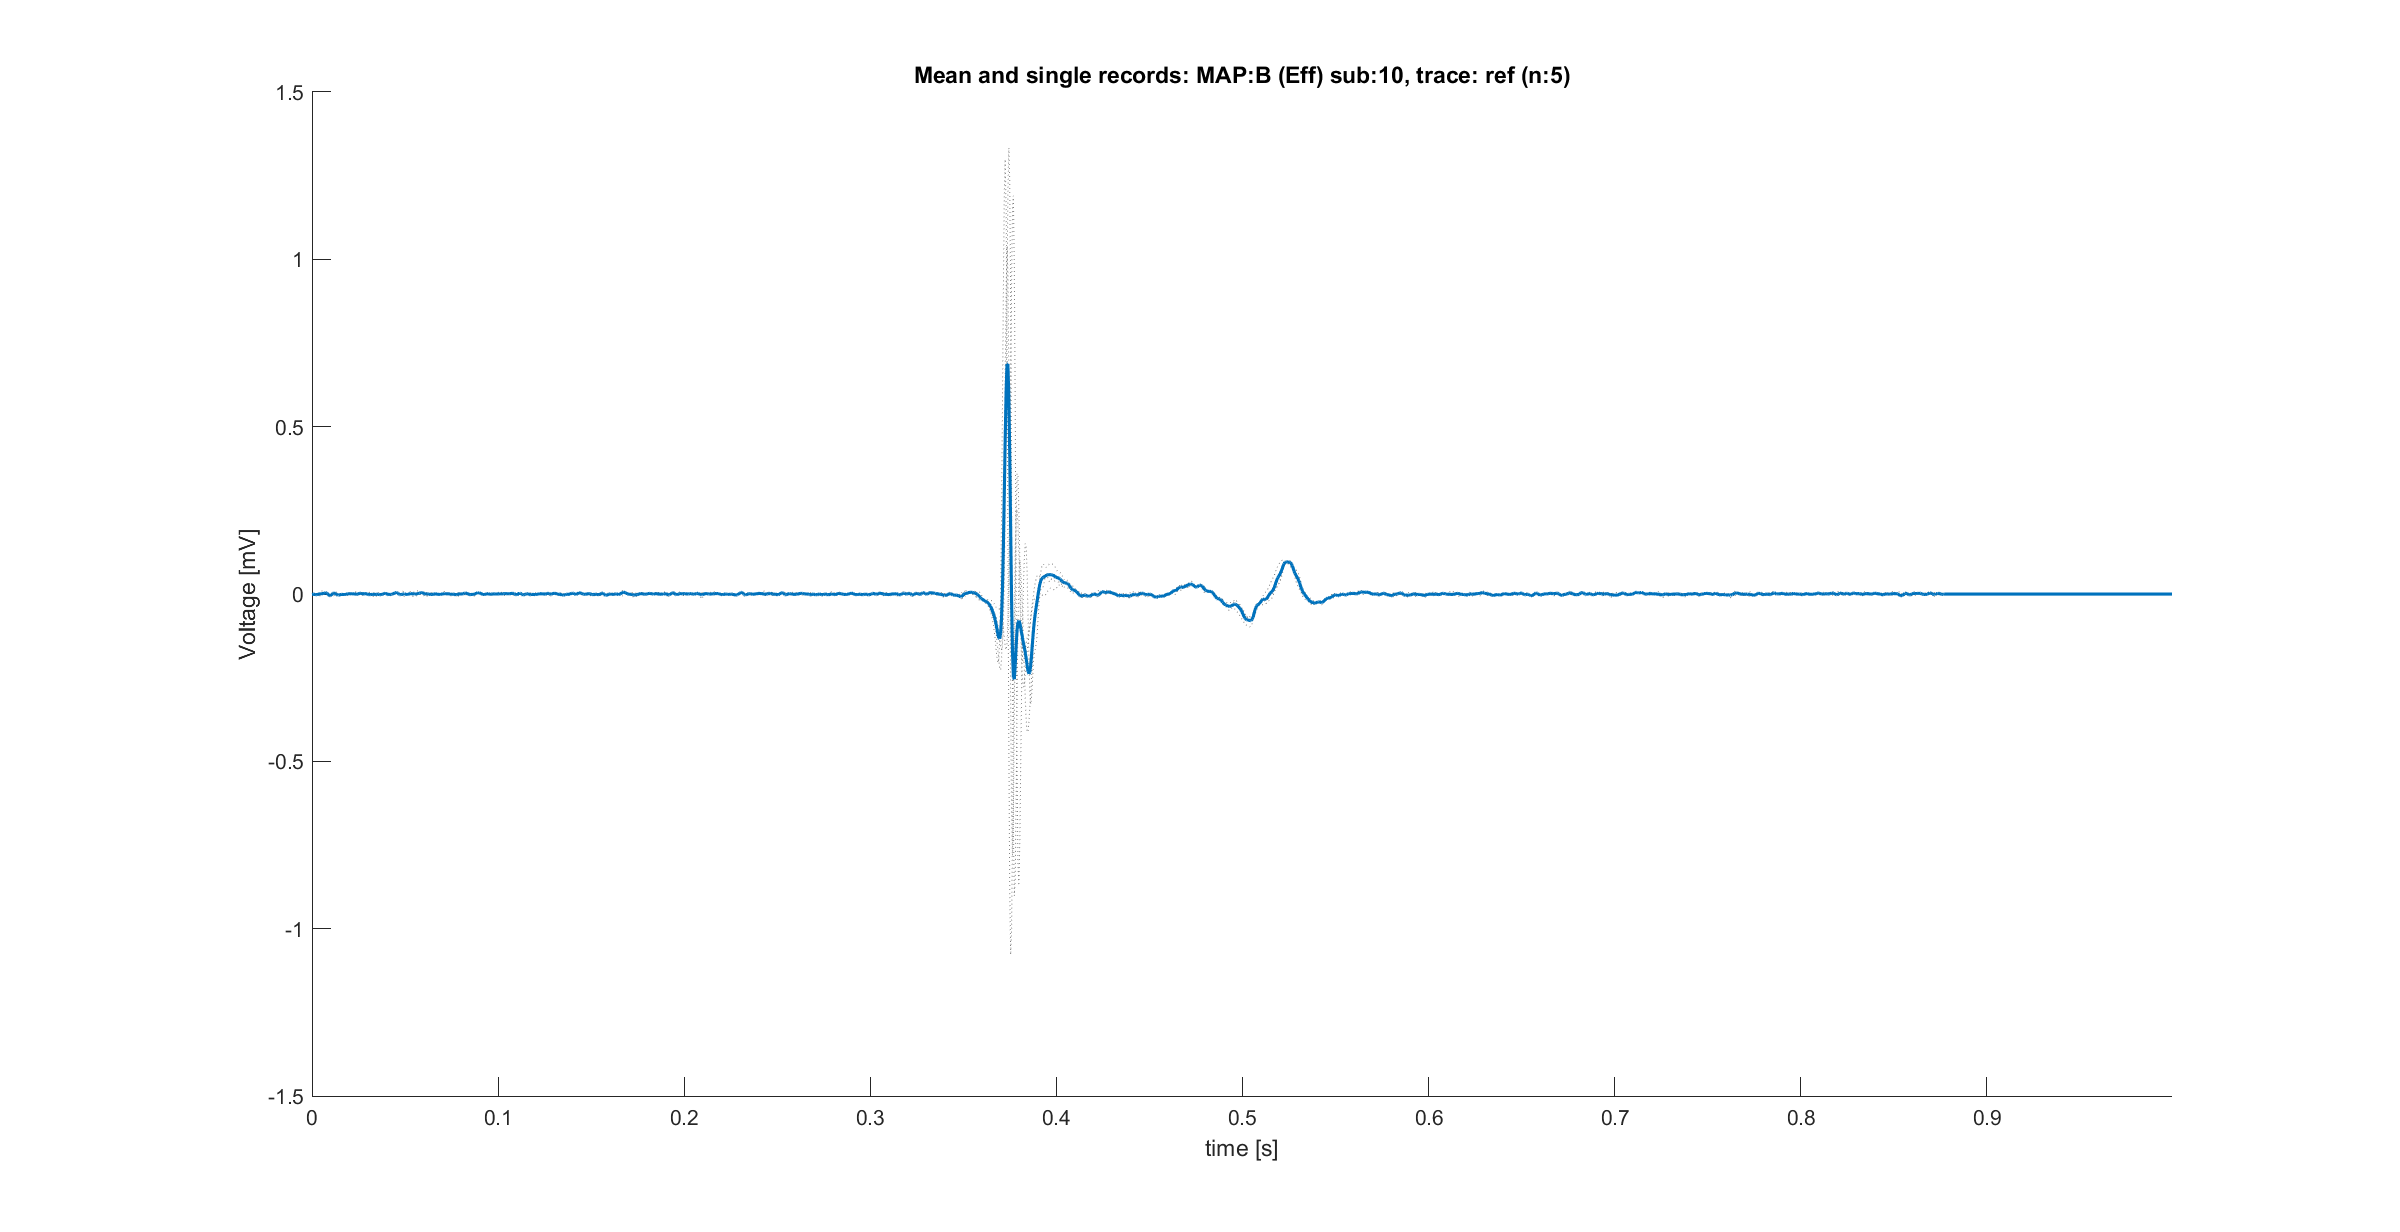 Mean and single records: MAP:B (Eff) sub:10, trace: ref (n:5)
1.5
1
0.5
0
-0.5
-1
-1.5
Voltage [mV]
0 0.1 0.2 0.3 0.4 0.5 0.6 0.7 0.8 0.9
time [s]